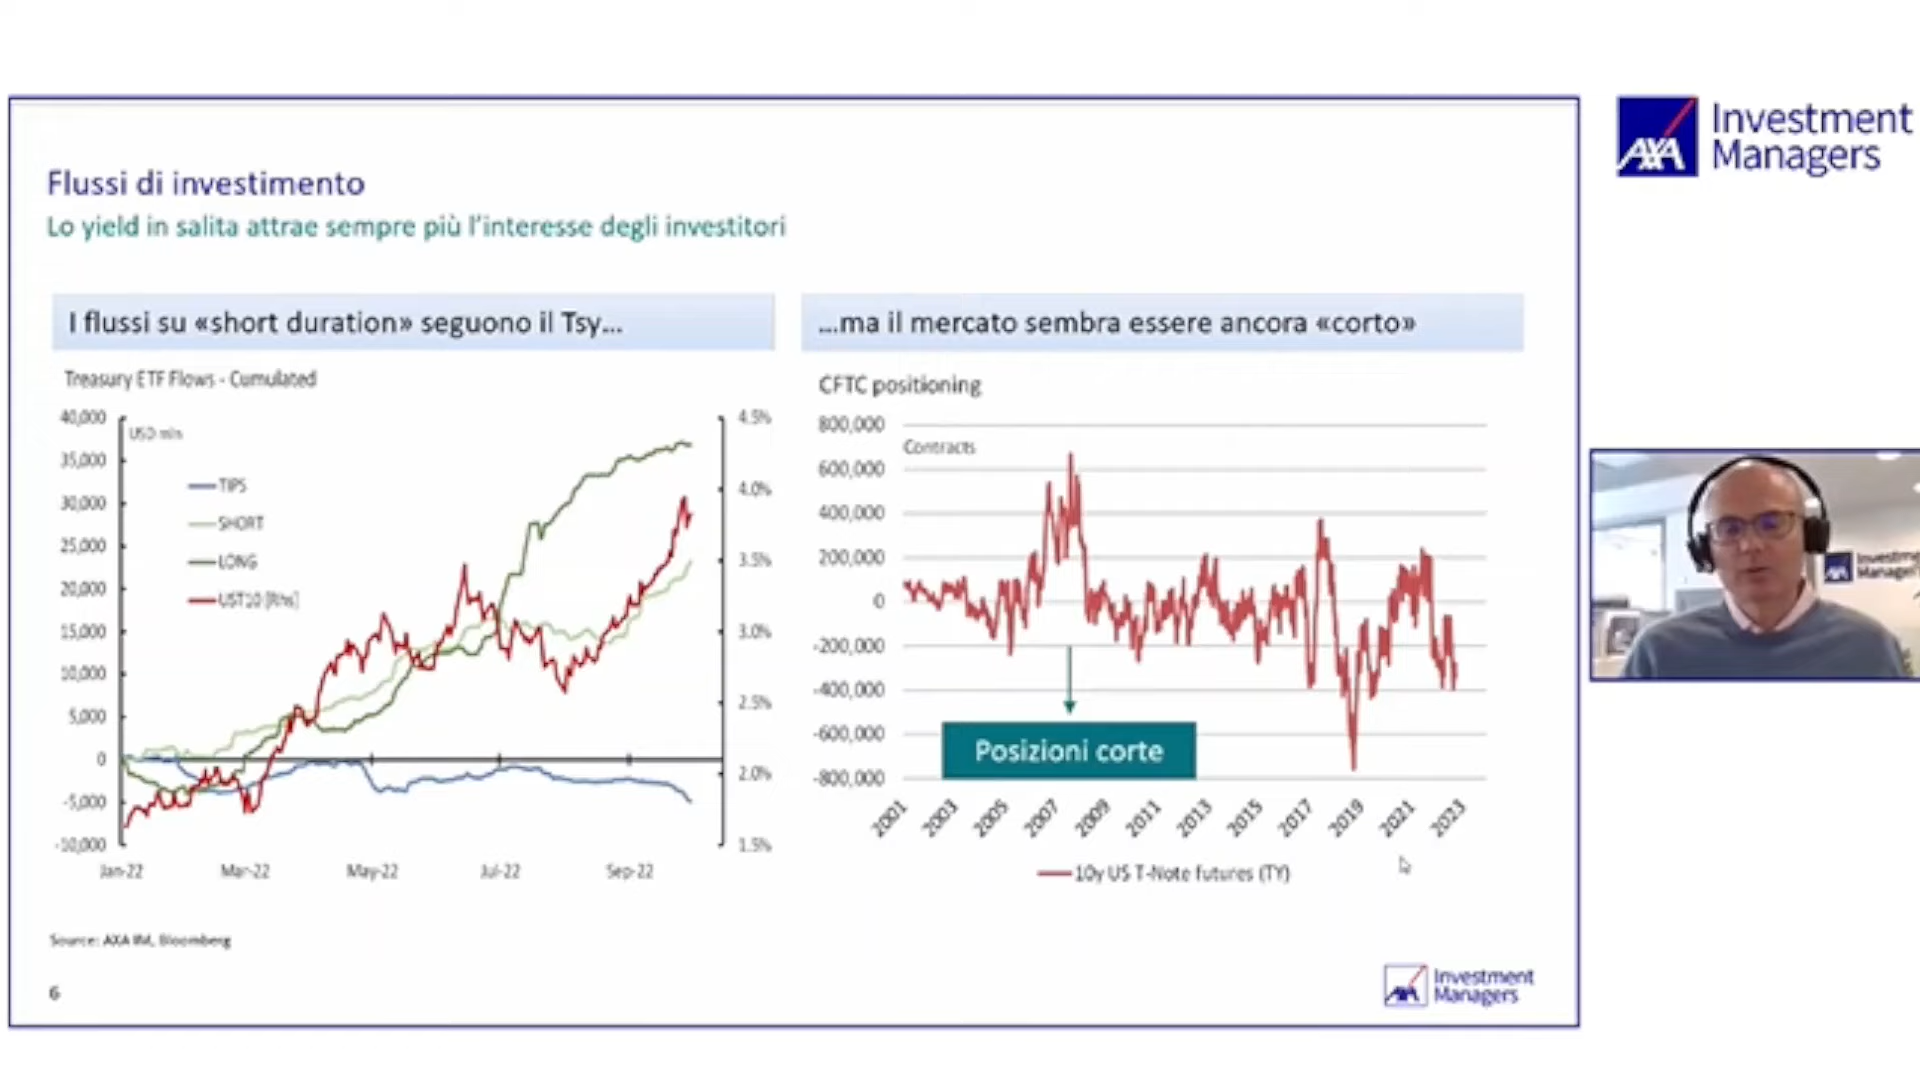 AXA Investment
Managers
Flussi di investimento
Lo yield in salita attrae sempre più l'interesse degli investitori
I flussi su «short duration» seguono il Tsy...
...ma il mercato sembra essere ancora «corto»
Treasury ETF Flows - Cumulated
USD mln
40,000
35,000
30,000
25,000
20,000
15,000
10,000
5,000
0
-5,000
-10,000
TIPS
SHORT
LONG
UST10 [Rhs]
4.5%
4.0%
3.5%
3.0%
2.5%
2.0%
1.5%
Jan-22 Mar-22 May-22 Jul-22 Sep-22
CFTC positioning
Contracts
800,000
600,000
400,000
200,000
0
-200,000
-400,000
-600,000
-800,000
Posizioni corte
2001 2003 2005 2007 2009 2011 2013 2015 2017 2019 2021 2023
10y US T-Note futures (TY)
Source: AXA IM, Bloomberg
6
AXA Investment
Managers
AXA Investment
Manager